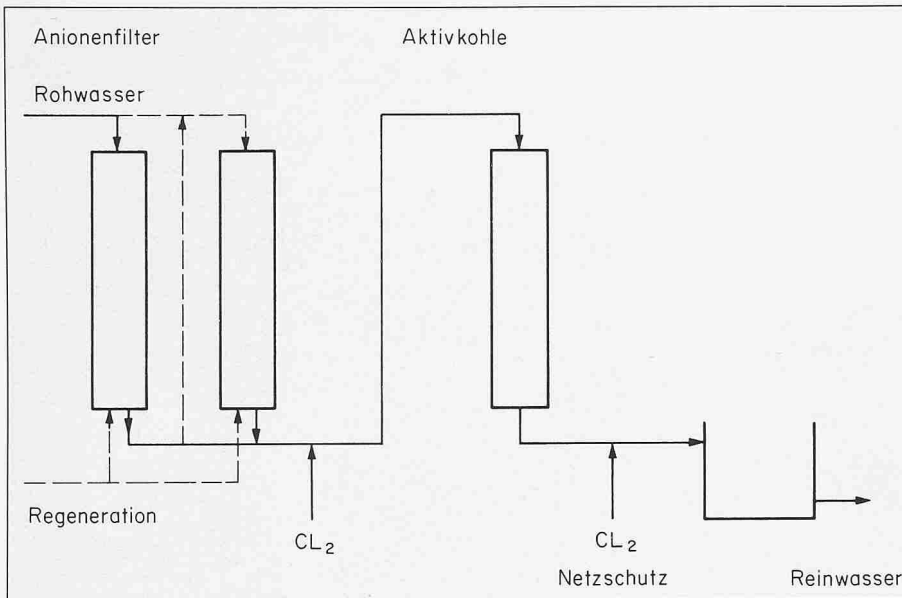 Anionenfilter
Aktivkohle
Rohwasser
Regeneration
CL₂
CL₂
Netzschutz
Reinwasser